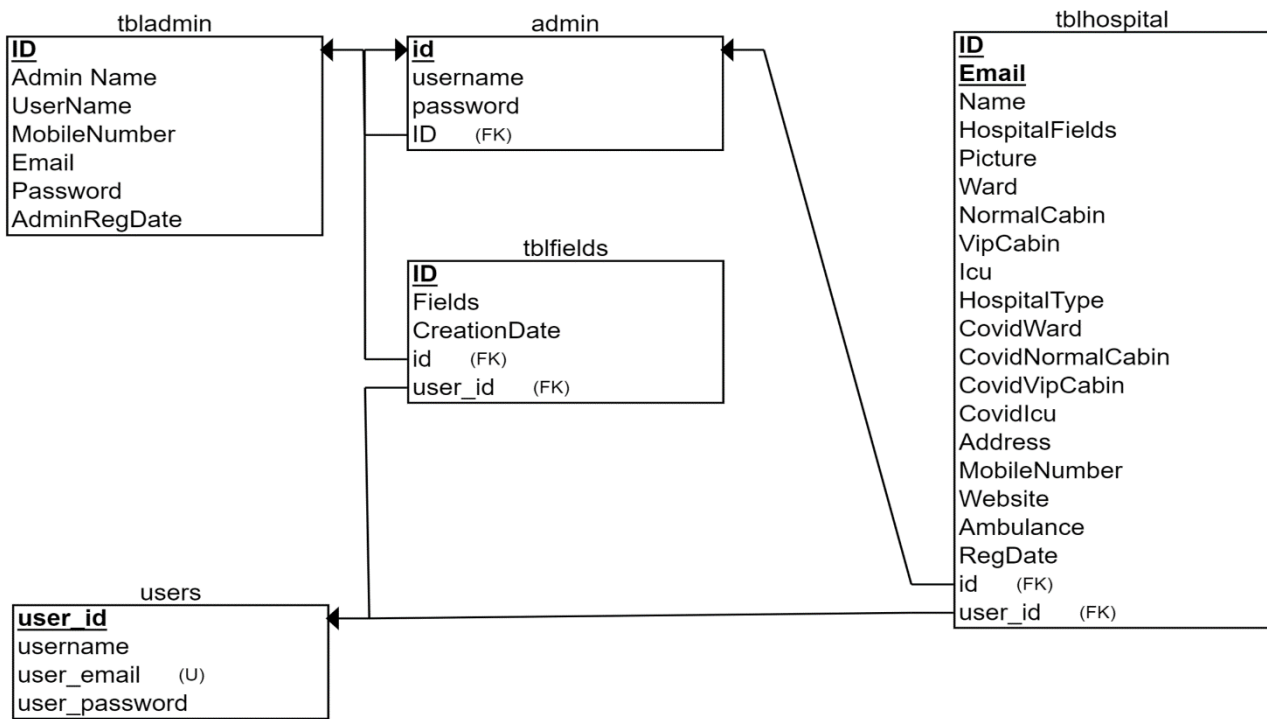 tbladmin
ID
Admin Name
UserName
MobileNumber
Email
Password
AdminRegDate
admin
id
username
password
ID (FK)
tblfields
ID
Fields
CreationDate
id (FK)
user_id (FK)
users
user_id
username
user_email (U)
user_password
tblhospital
ID
Email
Name
HospitalFields
Picture
Ward
NormalCabin
VipCabin
Icu
HospitalType
CovidWard
CovidNormalCabin
CovidVipCabin
CovidIcu
Address
MobileNumber
Website
Ambulance
RegDate
id (FK)
user_id (FK)